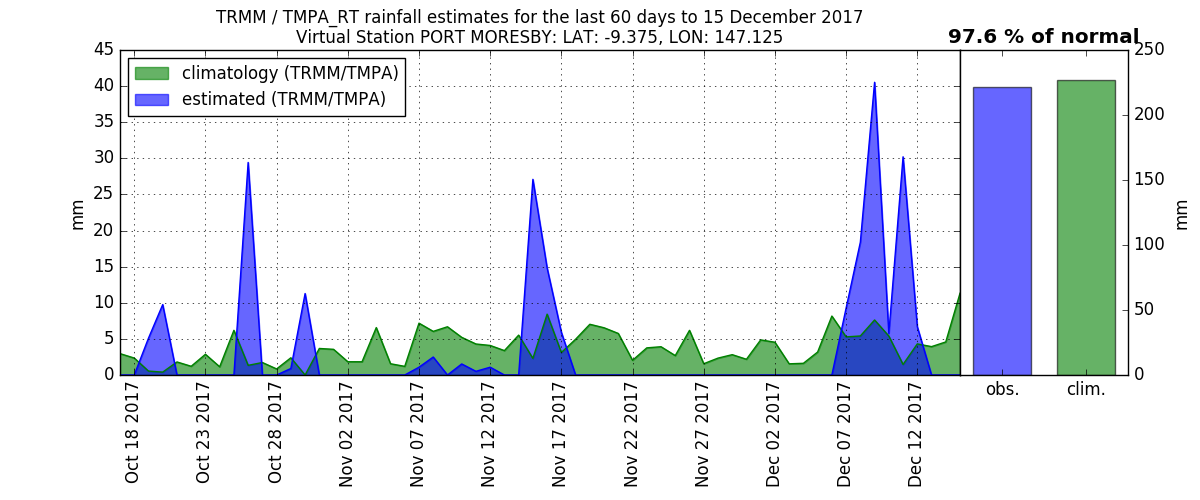 TRMM / TMPA_RT rainfall estimates for the last 60 days to 15 December 2017
Virtual Station PORT MORESBY: LAT: -9.375, LON: 147.125
97.6 % of normal
climatology (TRMM/TMPA)
estimated (TRMM/TMPA)
45
40
35
30
25
20
15
10
5
0
mm
Oct 18 2017
Oct 23 2017
Oct 28 2017
Nov 02 2017
Nov 07 2017
Nov 12 2017
Nov 17 2017
Nov 22 2017
Nov 27 2017
Dec 02 2017
Dec 07 2017
Dec 12 2017
obs.
clim.
250
200
150
100
50
0
mm